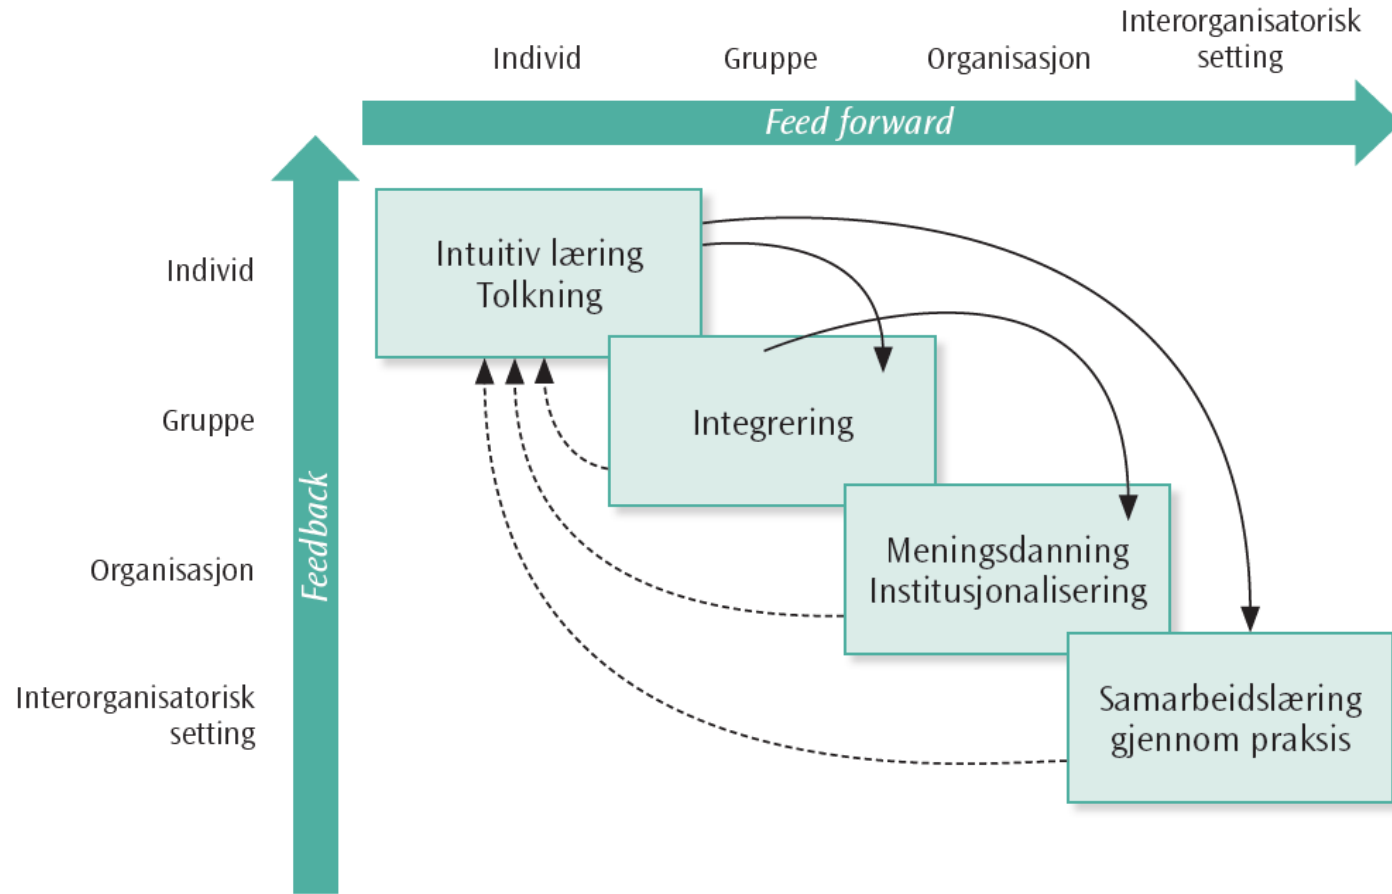 Individ
Gruppe
Organisasjon
Interorganisatorisk
setting
Feed forward
Feedback
Individ
Intuitiv læring
Tolkning
Gruppe
Integrering
Organisasjon
Meningsdanning
Institusjonalisering
Interorganisatorisk
setting
Samarbeidslæring
gjennom praksis